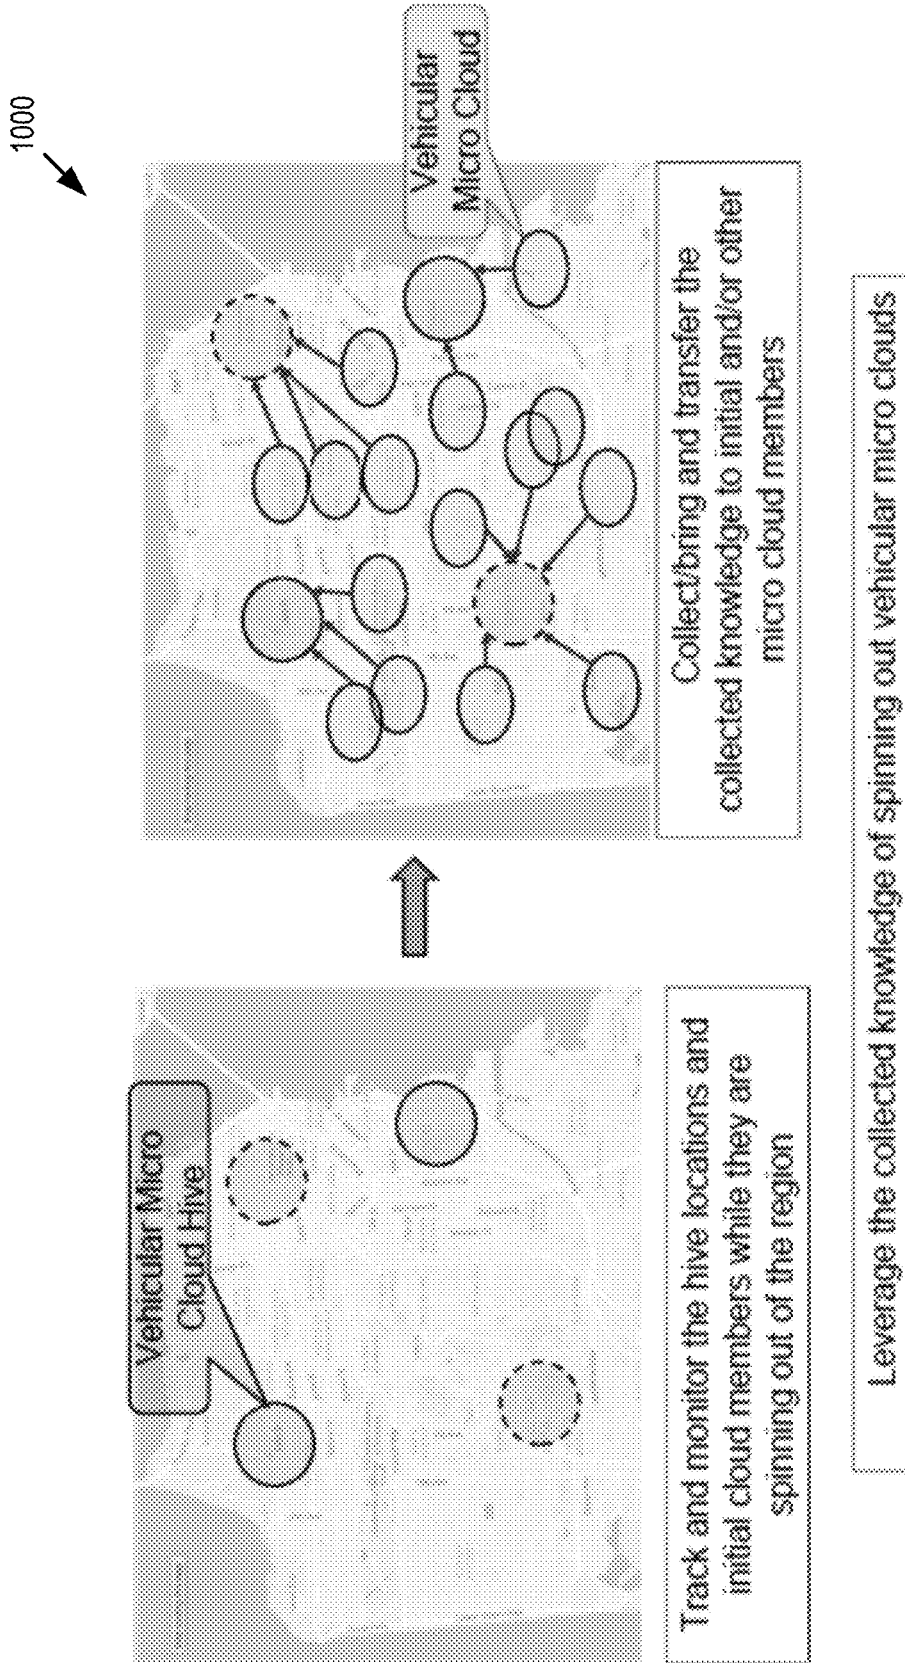 1000
Vehicular Micro
Cloud Hive
Track and monitor the hive locations and
initial cloud members while they are
spinning out of the region
Vehicular
Micro Cloud
Collect/bring and transfer the
collected knowledge to initial and/or other
micro cloud members
Leverage the collected knowledge of spinning out vehicular micro clouds